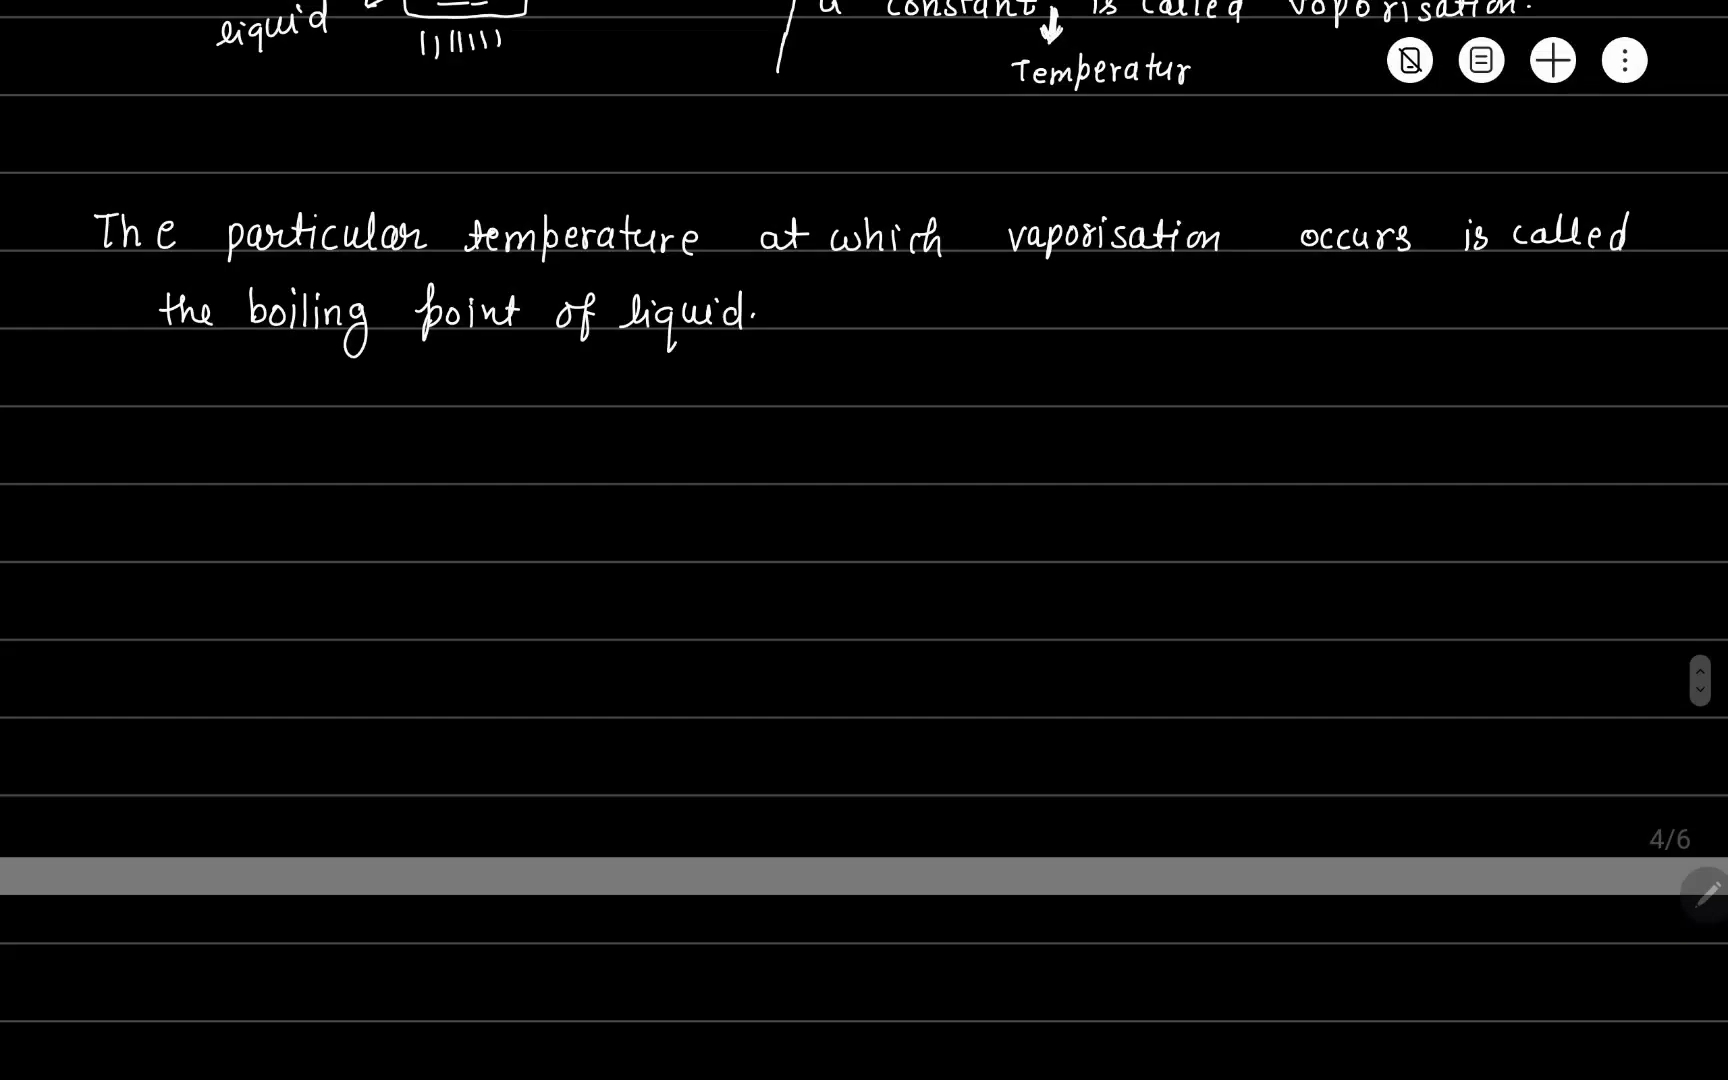 liquid
a constant is called vaporisation.
Temperatur
The particular temperature at which vaporisation occurs is called
the boiling point of liquid.
4/6